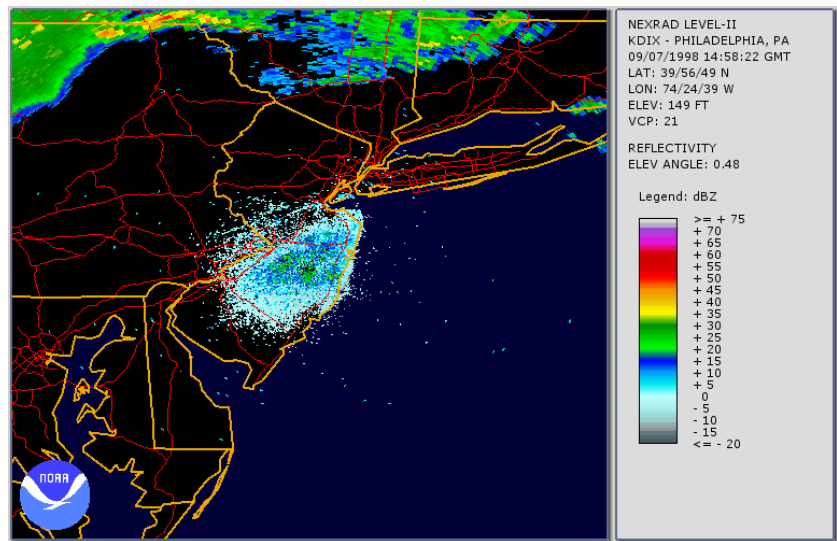 NEXRAD LEVEL-II
KDIX - PHILADELPHIA, PA
09/07/1998 14:58:22 GMT
LAT: 39/56/49 N
LON: 74/24/39 W
ELEV: 149 FT
VCP: 21
REFLECTIVITY
ELEV ANGLE: 0.48
Legend: dBZ
>= + 75
+ 70
+ 65
+ 60
+ 55
+ 50
+ 45
+ 40
+ 35
+ 30
+ 25
+ 20
+ 15
+ 10
+ 5
0
- 5
- 10
- 15
<= - 20
NOAA